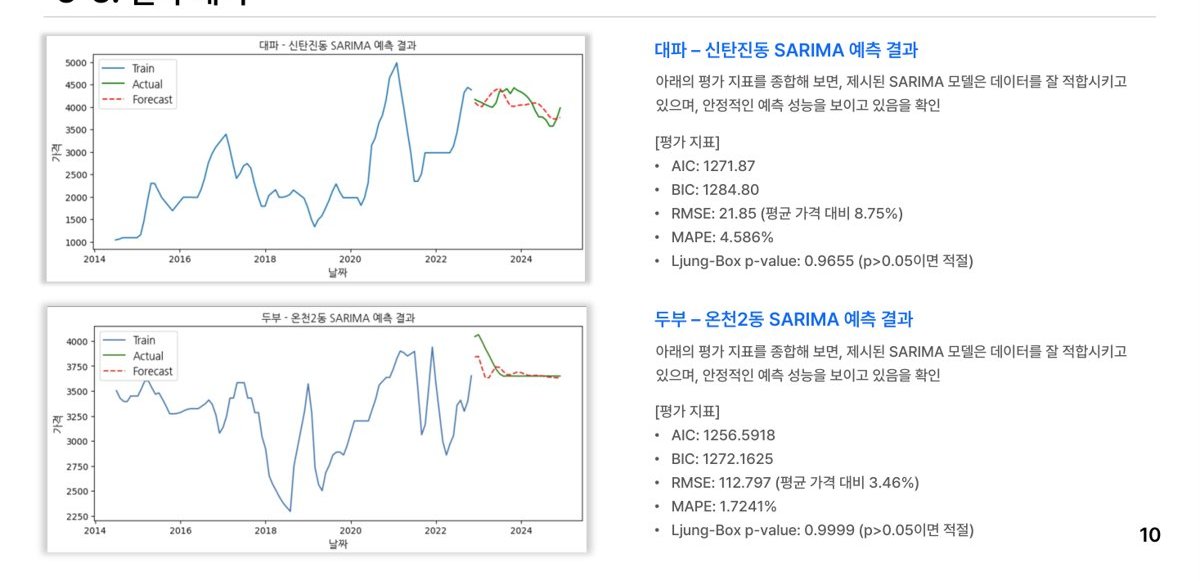 대파 - 신탄진동 SARIMA 예측 결과
Train
Actual
Forecast
5000
4500
4000
3500
3000
2500
2000
1500
1000
가격
2014
2016
2018
2020
2022
2024
날짜
대파 – 신탄진동 SARIMA 예측 결과
아래의 평가 지표를 종합해 보면, 제시된 SARIMA 모델은 데이터를 잘 적합시키고
있으며, 안정적인 예측 성능을 보이고 있음을 확인
[평가 지표]
• AIC: 1271.87
• BIC: 1284.80
• RMSE: 21.85 (평균 가격 대비 8.75%)
• MAPE: 4.586%
• Ljung-Box p-value: 0.9655 (p>0.05이면 적절)
두부 - 온천2동 SARIMA 예측 결과
Train
Actual
Forecast
4000
3750
3500
3250
3000
2750
2500
2250
가격
2014
2016
2018
2020
2022
2024
날짜
두부 – 온천2동 SARIMA 예측 결과
아래의 평가 지표를 종합해 보면, 제시된 SARIMA 모델은 데이터를 잘 적합시키고
있으며, 안정적인 예측 성능을 보이고 있음을 확인
[평가 지표]
• AIC: 1256.5918
• BIC: 1272.1625
• RMSE: 112.797 (평균 가격 대비 3.46%)
• MAPE: 1.7241%
• Ljung-Box p-value: 0.9999 (p>0.05이면 적절)
10